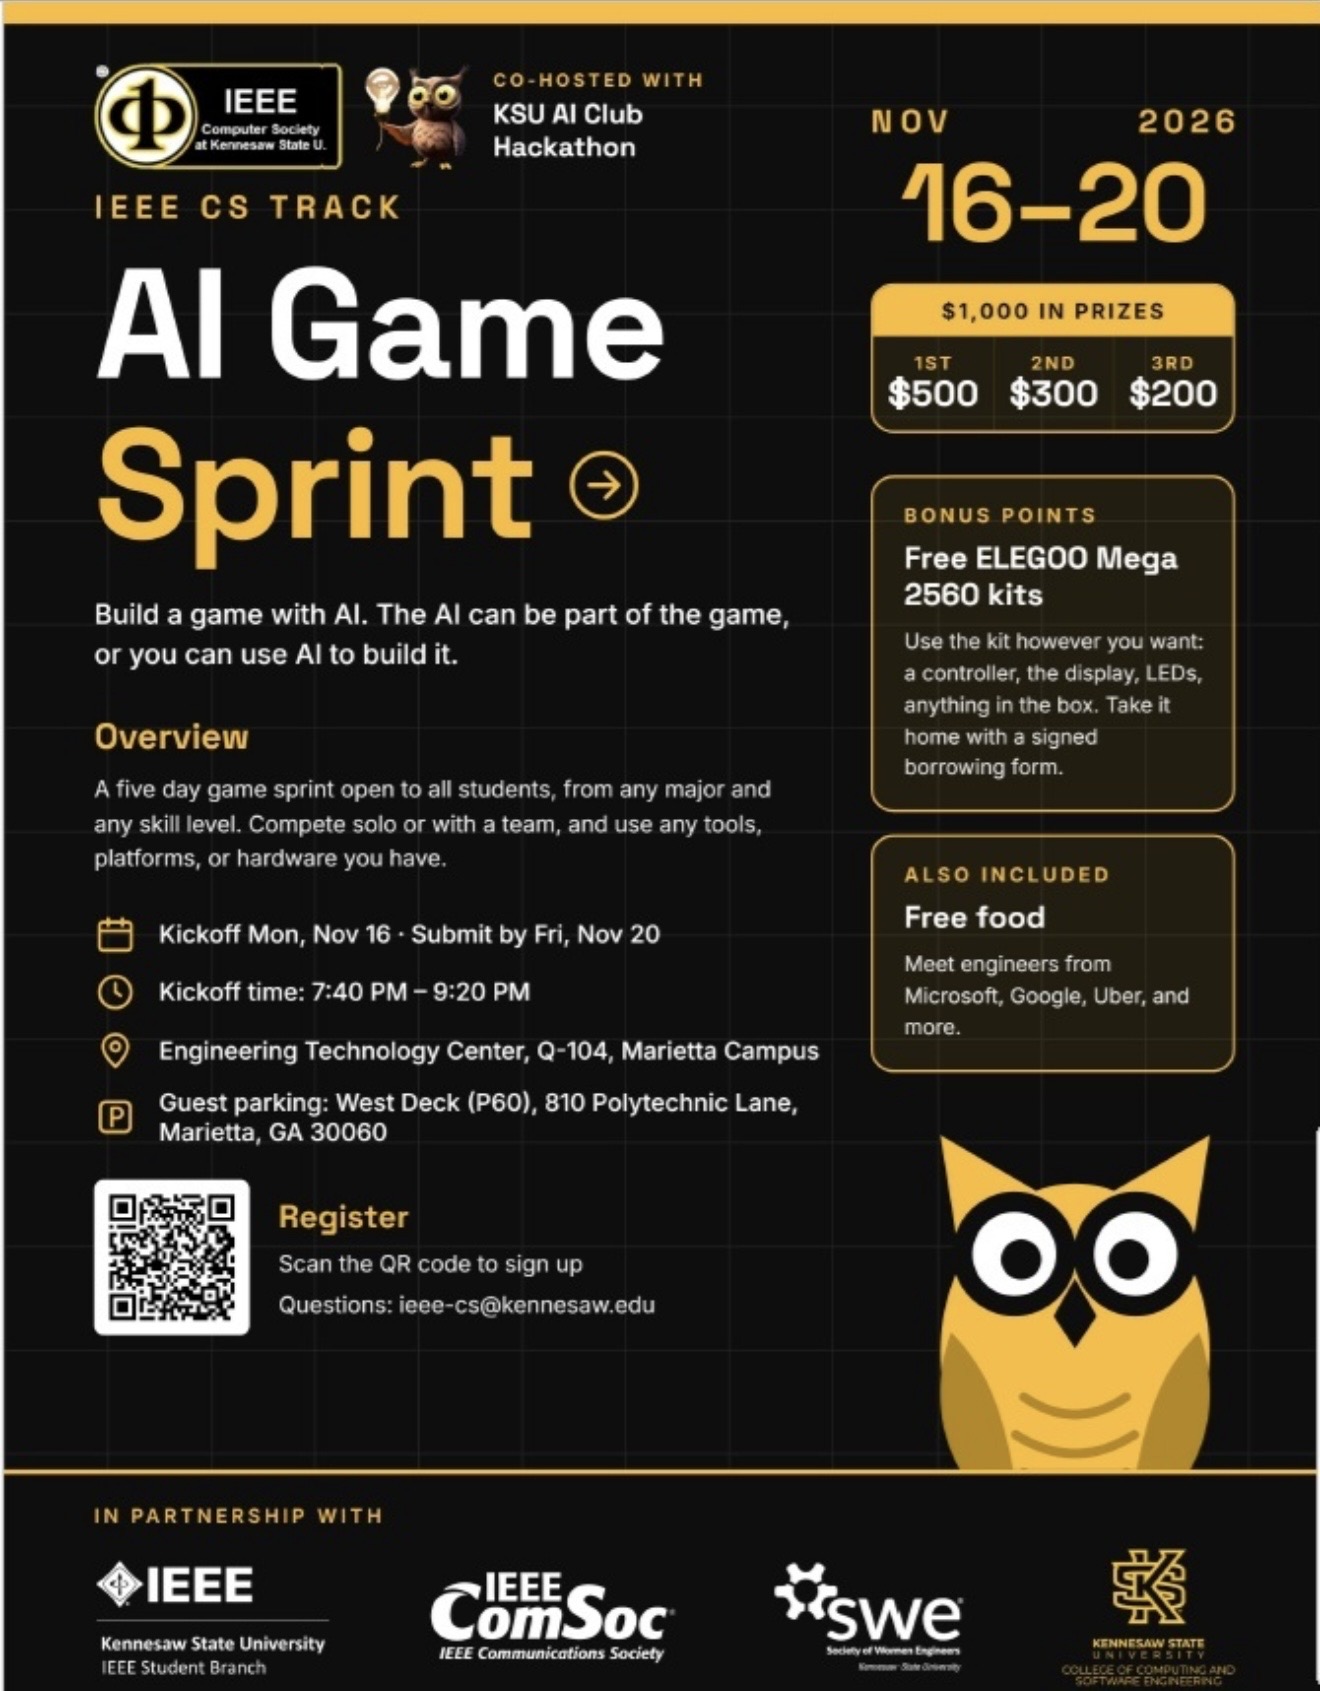 IEEE
Computer Society
at Kennesaw State U.
CO-HOSTED WITH
KSU AI Club
Hackathon
IEEE CS TRACK
AI Game
Sprint
Build a game with AI. The AI can be part of the game,
or you can use AI to build it.
Overview
A five day game sprint open to all students, from any major and
any skill level. Compete solo or with a team, and use any tools,
platforms, or hardware you have.
Kickoff Mon, Nov 16 · Submit by Fri, Nov 20
Kickoff time: 7:40 PM – 9:20 PM
Engineering Technology Center, Q-104, Marietta Campus
P
Guest parking: West Deck (P60), 810 Polytechnic Lane,
Marietta, GA 30060
Register
Scan the QR code to sign up
Questions: ieee-cs@kennesaw.edu
NOV 2026
16–20
$1,000 IN PRIZES
1ST 2ND 3RD
$500 $300 $200
BONUS POINTS
Free ELEGOO Mega
2560 kits
Use the kit however you want:
a controller, the display, LEDs,
anything in the box. Take it
home with a signed
borrowing form.
ALSO INCLUDED
Free food
Meet engineers from
Microsoft, Google, Uber, and
more.
IN PARTNERSHIP WITH
IEEE
Kennesaw State University
IEEE Student Branch
IEEE
ComSoc
IEEE Communications Society
swe
Society of Women Engineers
Kennesaw State University
KS
KENNESAW STATE
UNIVERSITY
COLLEGE OF COMPUTING AND
SOFTWARE ENGINEERING